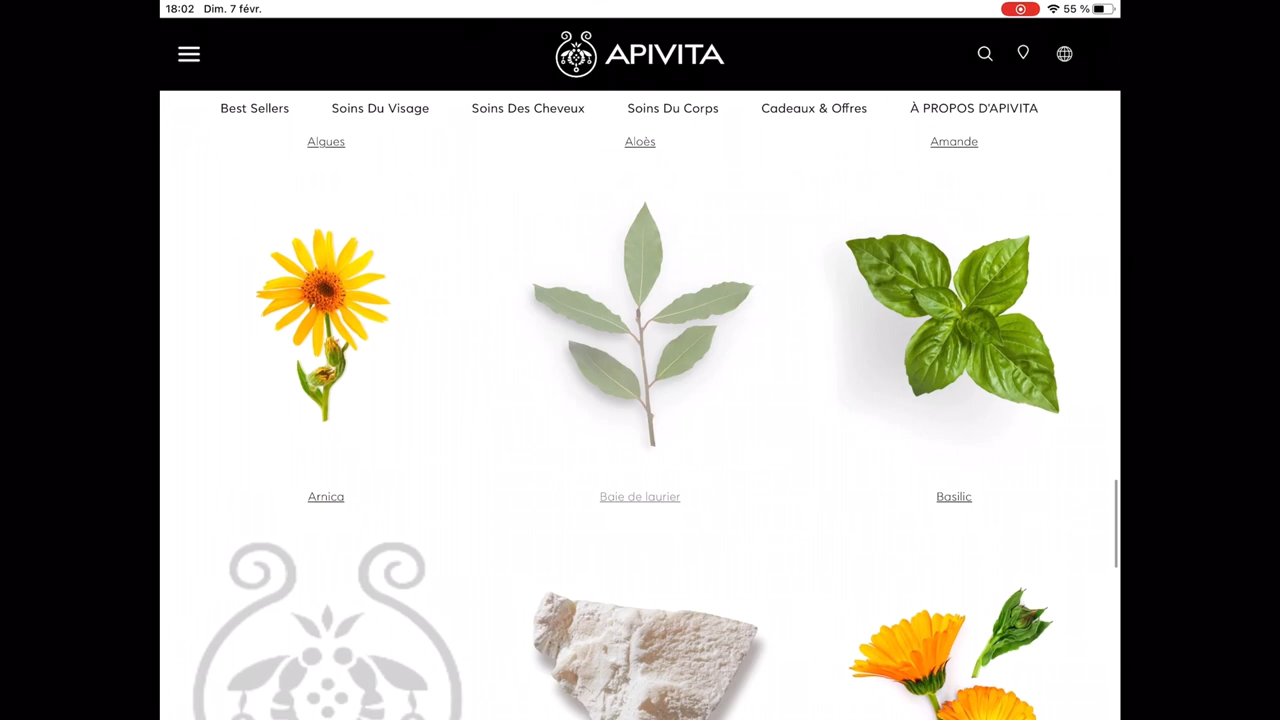 18:02 Dim. 7 févr. 55 %
APIVITA
Best Sellers Soins Du Visage Soins Des Cheveux Soins Du Corps Cadeaux & Offres À PROPOS D'APIVITA
Algues Aloès Amande
Arnica Baie de laurier Basilic